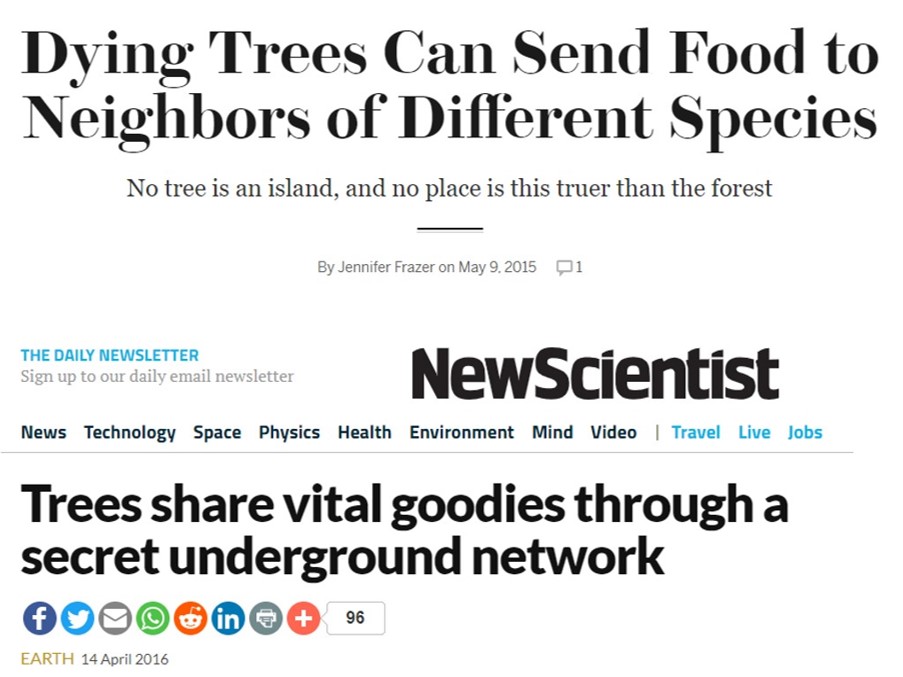 Dying Trees Can Send Food to
Neighbors of Different Species
No tree is an island, and no place is this truer than the forest
By Jennifer Frazer on May 9, 2015 1
THE DAILY NEWSLETTER
Sign up to our daily email newsletter
NewScientist
News Technology Space Physics Health Environment Mind Video | Travel Live Jobs
Trees share vital goodies through a
secret underground network
96
EARTH 14 April 2016